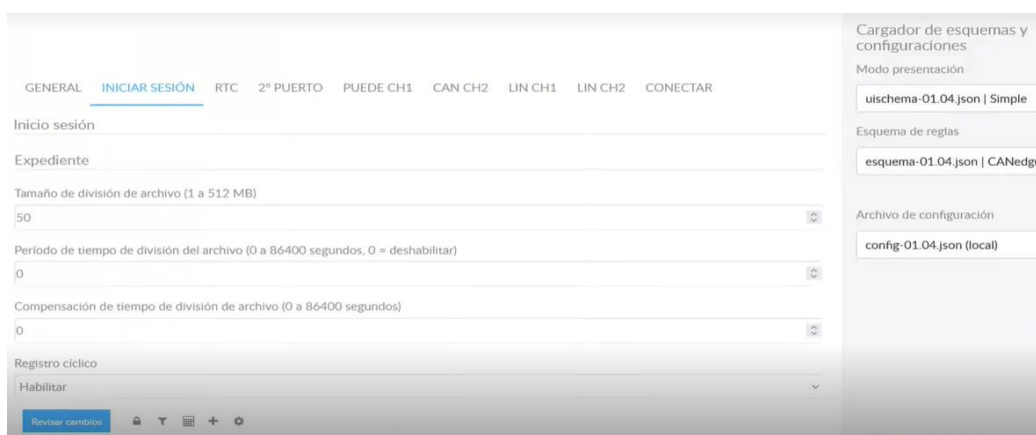 GENERAL INICIAR SESIÓN RTC 2º PUERTO PUEDE CH1 CAN CH2 LIN CH1 LIN CH2 CONECTAR
Inicio sesión
Expediente
Tamaño de división de archivo (1 a 512 MB)
50
Período de tiempo de división del archivo (0 a 86400 segundos, 0 = deshabilitar)
0
Compensación de tiempo de división de archivo (0 a 86400 segundos)
0
Registro cíclico
Habilitar
Revisar cambios
Cargador de esquemas y
configuraciones
Modo presentación
uischema-01.04.json | Simple
Esquema de reglas
esquema-01.04.json | CANedg
Archivo de configuración
config-01.04.json (local)